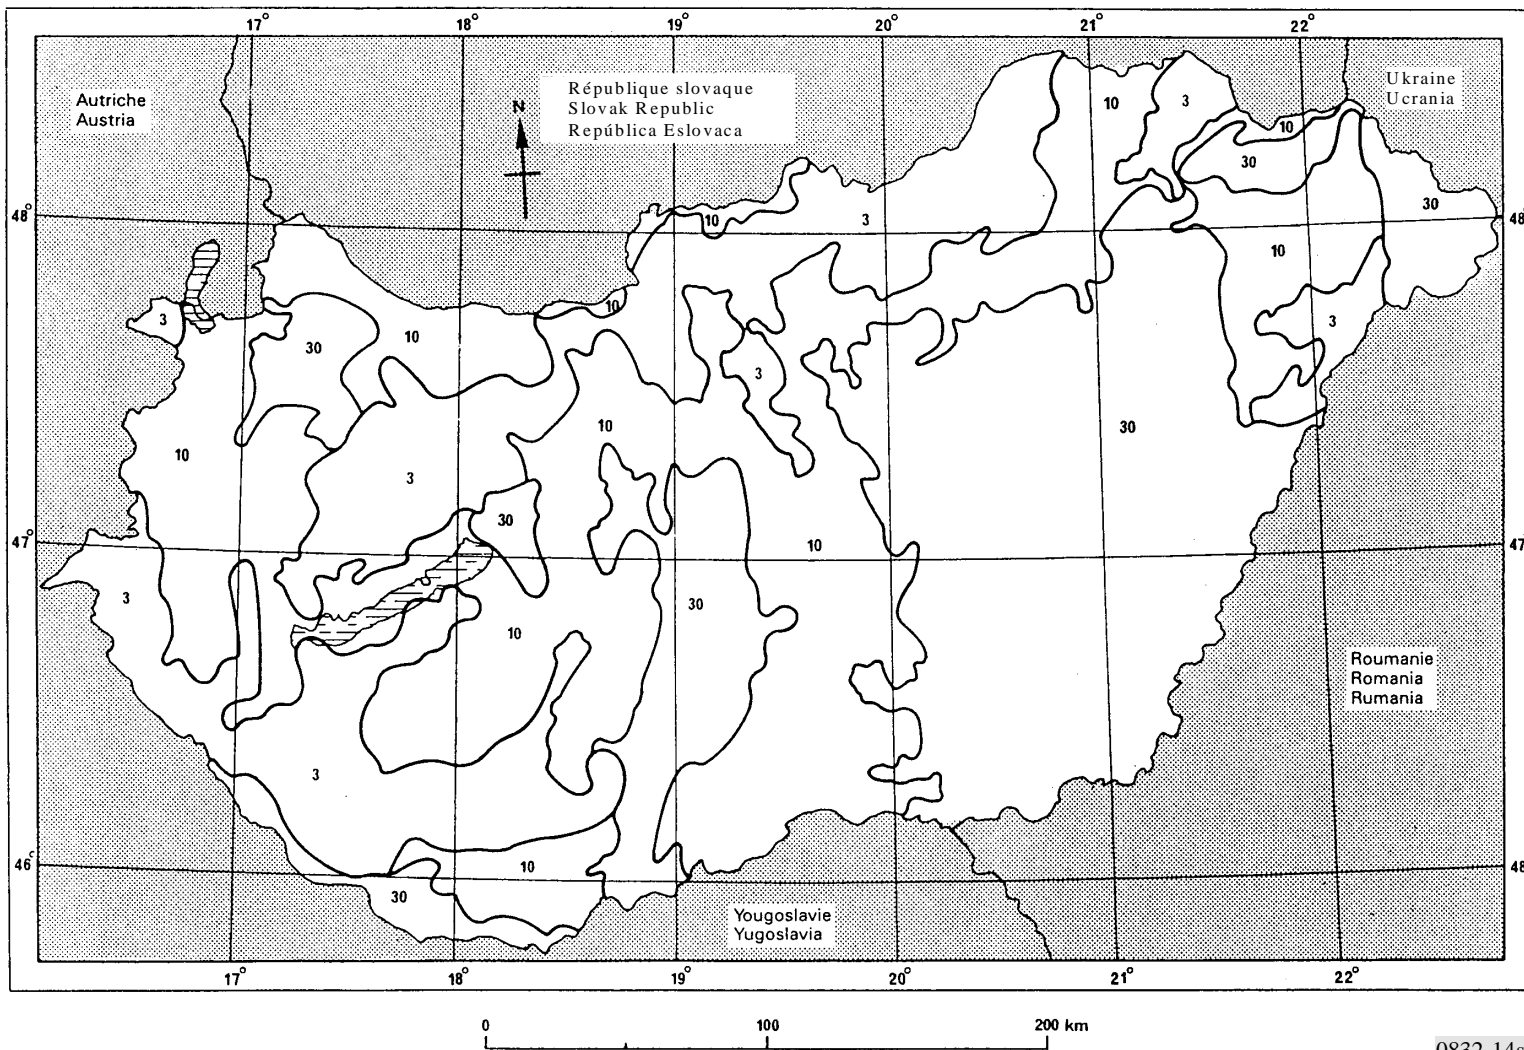 17° 18° 19° 20° 21° 22°
Autriche
Austria
République slovaque
Slovak Republic
República Eslovaca
N
Ukraine
Ucrania
10 3
10
30
30
48° 48
10 3
10
10
3
10
30 10
3
3
10
30
10
3
30
47° 47
10
3
30
10
Roumanie
Romania
Rumania
3
10
30
46° 48
Yougoslavie
Yugoslavia
17° 18° 19° 20° 21° 22°
0 100 200 km